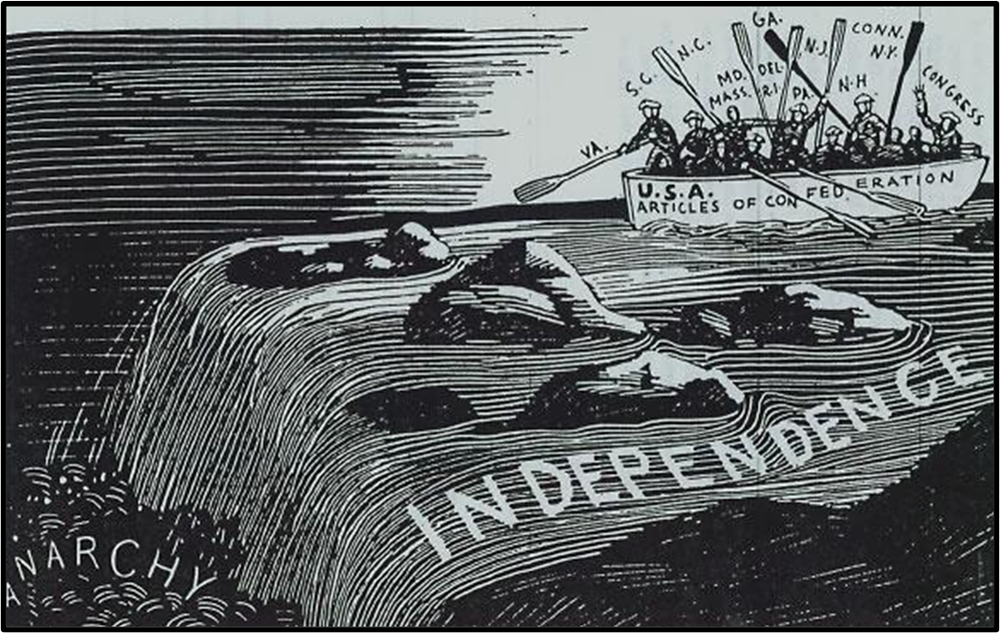 GA.
CONN.
N.C.
N.J.
N.Y.
S.C.
MD.
DEL.
MASS.
R.I.
PA.
N.H.
CONGRESS
VA.
U.S.A.
ARTICLES OF CONFEDERATION
INDEPENDENCE
ANARCHY